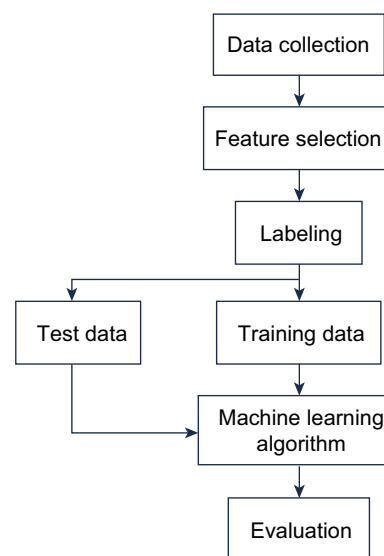 Data collection
Feature selection
Labeling
Test data
Training data
Machine learning
algorithm
Evaluation